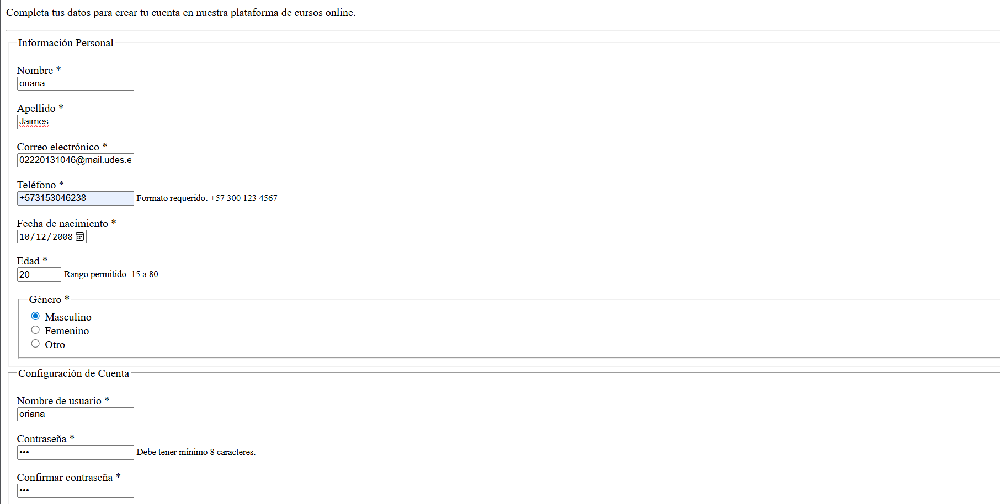 Completa tus datos para crear tu cuenta en nuestra plataforma de cursos online.
Información Personal
Nombre *
oriana
Apellido *
Jaimes
Correo electrónico *
02220131046@mail.udes.e
Teléfono *
+573153046238 Formato requerido: +57 300 123 4567
Fecha de nacimiento *
10/12/2008
Edad *
20 Rango permitido: 15 a 80
Género *
Masculino
Femenino
Otro
Configuración de Cuenta
Nombre de usuario *
oriana
Contraseña *
••• Debe tener mínimo 8 caracteres.
Confirmar contraseña *
•••